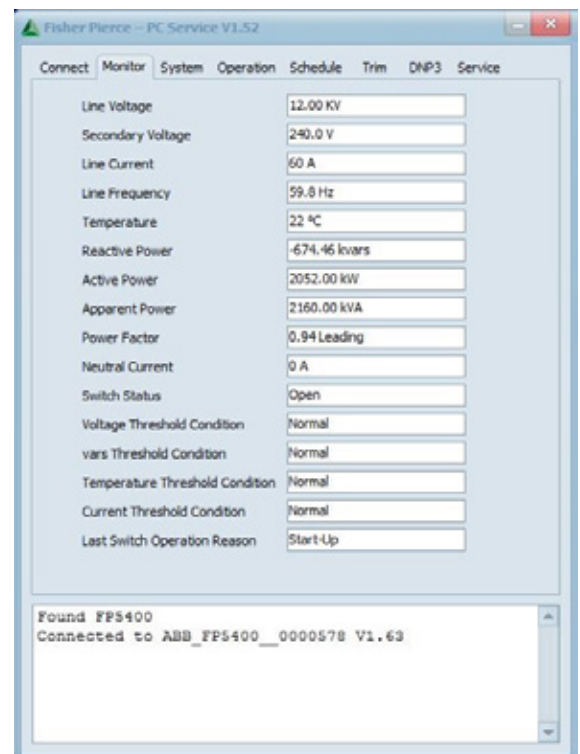 Fisher Pierce -- PC Service V1.52
Connect Monitor System Operation Schedule Trim DNP3 Service
Line Voltage 12.00 KV
Secondary Voltage 240.0 V
Line Current 60 A
Line Frequency 59.8 Hz
Temperature 22 ºC
Reactive Power -674.46 kvars
Active Power 2052.00 kW
Apparent Power 2160.00 kVA
Power Factor 0.94 Leading
Neutral Current 0 A
Switch Status Open
Voltage Threshold Condition Normal
vars Threshold Condition Normal
Temperature Threshold Condition Normal
Current Threshold Condition Normal
Last Switch Operation Reason Start-Up
Found FP5400
Connected to ABB_FP5400__0000578 V1.63